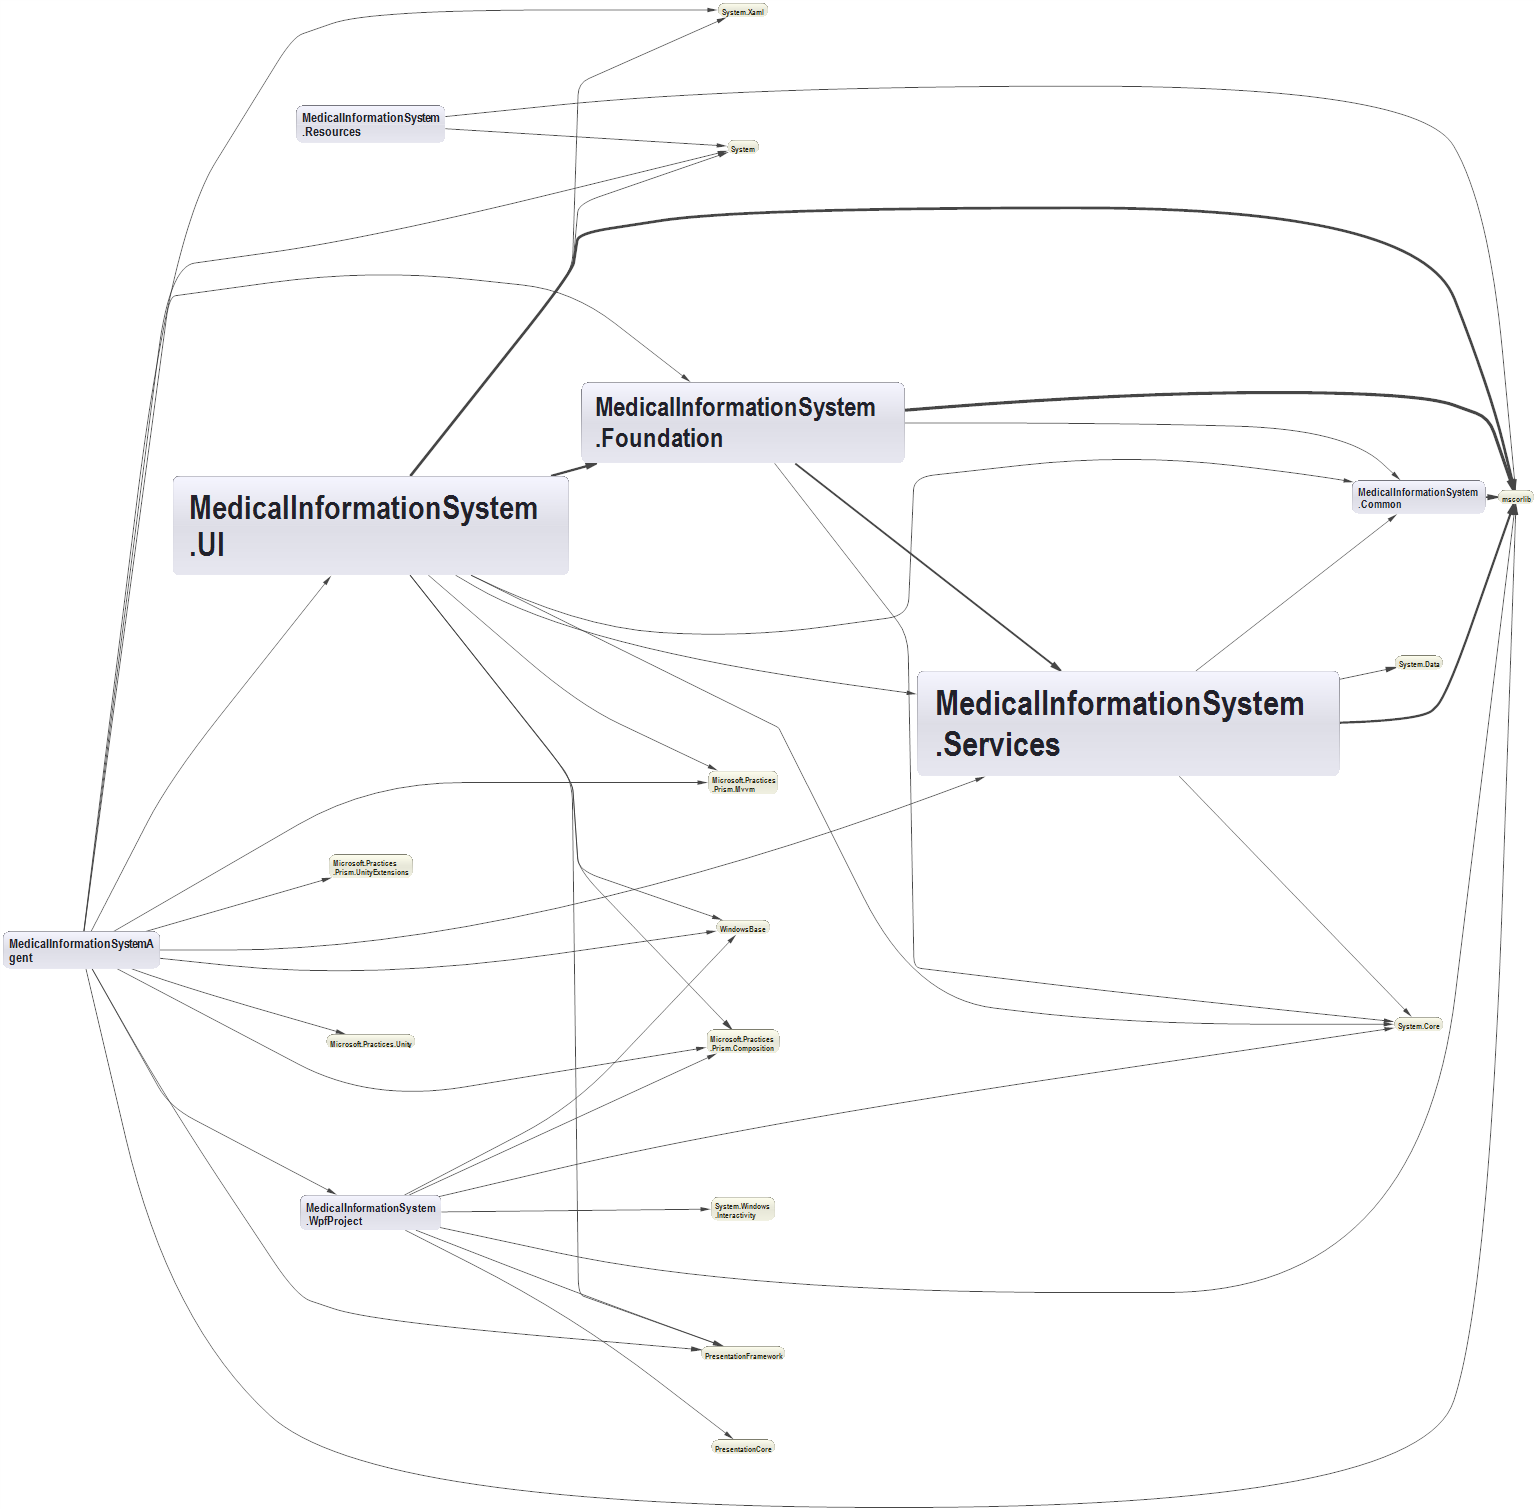 System.Xaml
MedicalInformationSystem
.Resources
System
MedicalInformationSystem
.Foundation
MedicalInformationSystem
.UI
MedicalInformationSystem
.Common
mscorlib
System.Data
MedicalInformationSystem
.Services
Microsoft.Practices
.Prism.Mvvm
Microsoft.Practices
.Prism.UnityExtensions
WindowsBase
MedicalInformationSystemA
gent
System.Core
Microsoft.Practices.Unity
Microsoft.Practices
.Prism.Composition
MedicalInformationSystem
.WpfProject
System.Windows
.Interactivity
PresentationFramework
PresentationCore